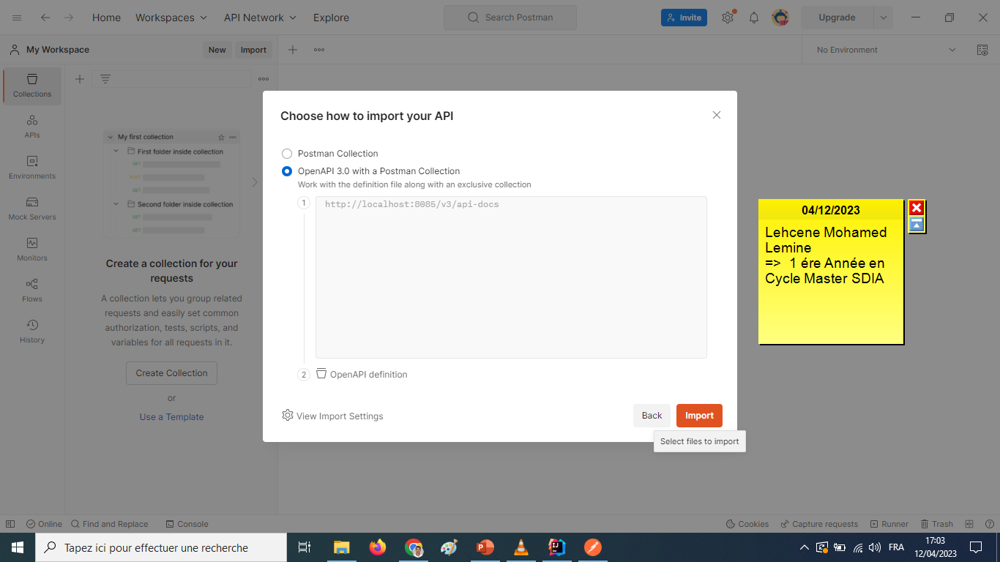 Home Workspaces API Network Explore Search Postman Invite Upgrade
My Workspace New Import No Environment
Collections
APIs
Environments
Mock Servers
Monitors
Flows
History
My first collection
First folder inside collection
GET
POST
GET
Second folder inside collection
GET
GET
Create a collection for your
requests
A collection lets you group related
requests and easily set common
authorization, tests, scripts, and
variables for all requests in it.
Create Collection
or
Use a Template
Choose how to import your API
Postman Collection
OpenAPI 3.0 with a Postman Collection
Work with the definition file along with an exclusive collection
1 http://localhost:8085/v3/api-docs
2 OpenAPI definition
View Import Settings Back Import
Select files to import
04/12/2023
Lehcene Mohamed
Lemine
=> 1 ére Année en
Cycle Master SDIA
Online Find and Replace Console Cookies Capture requests Runner Trash
Tapez ici pour effectuer une recherche
FRA
17:03
12/04/2023